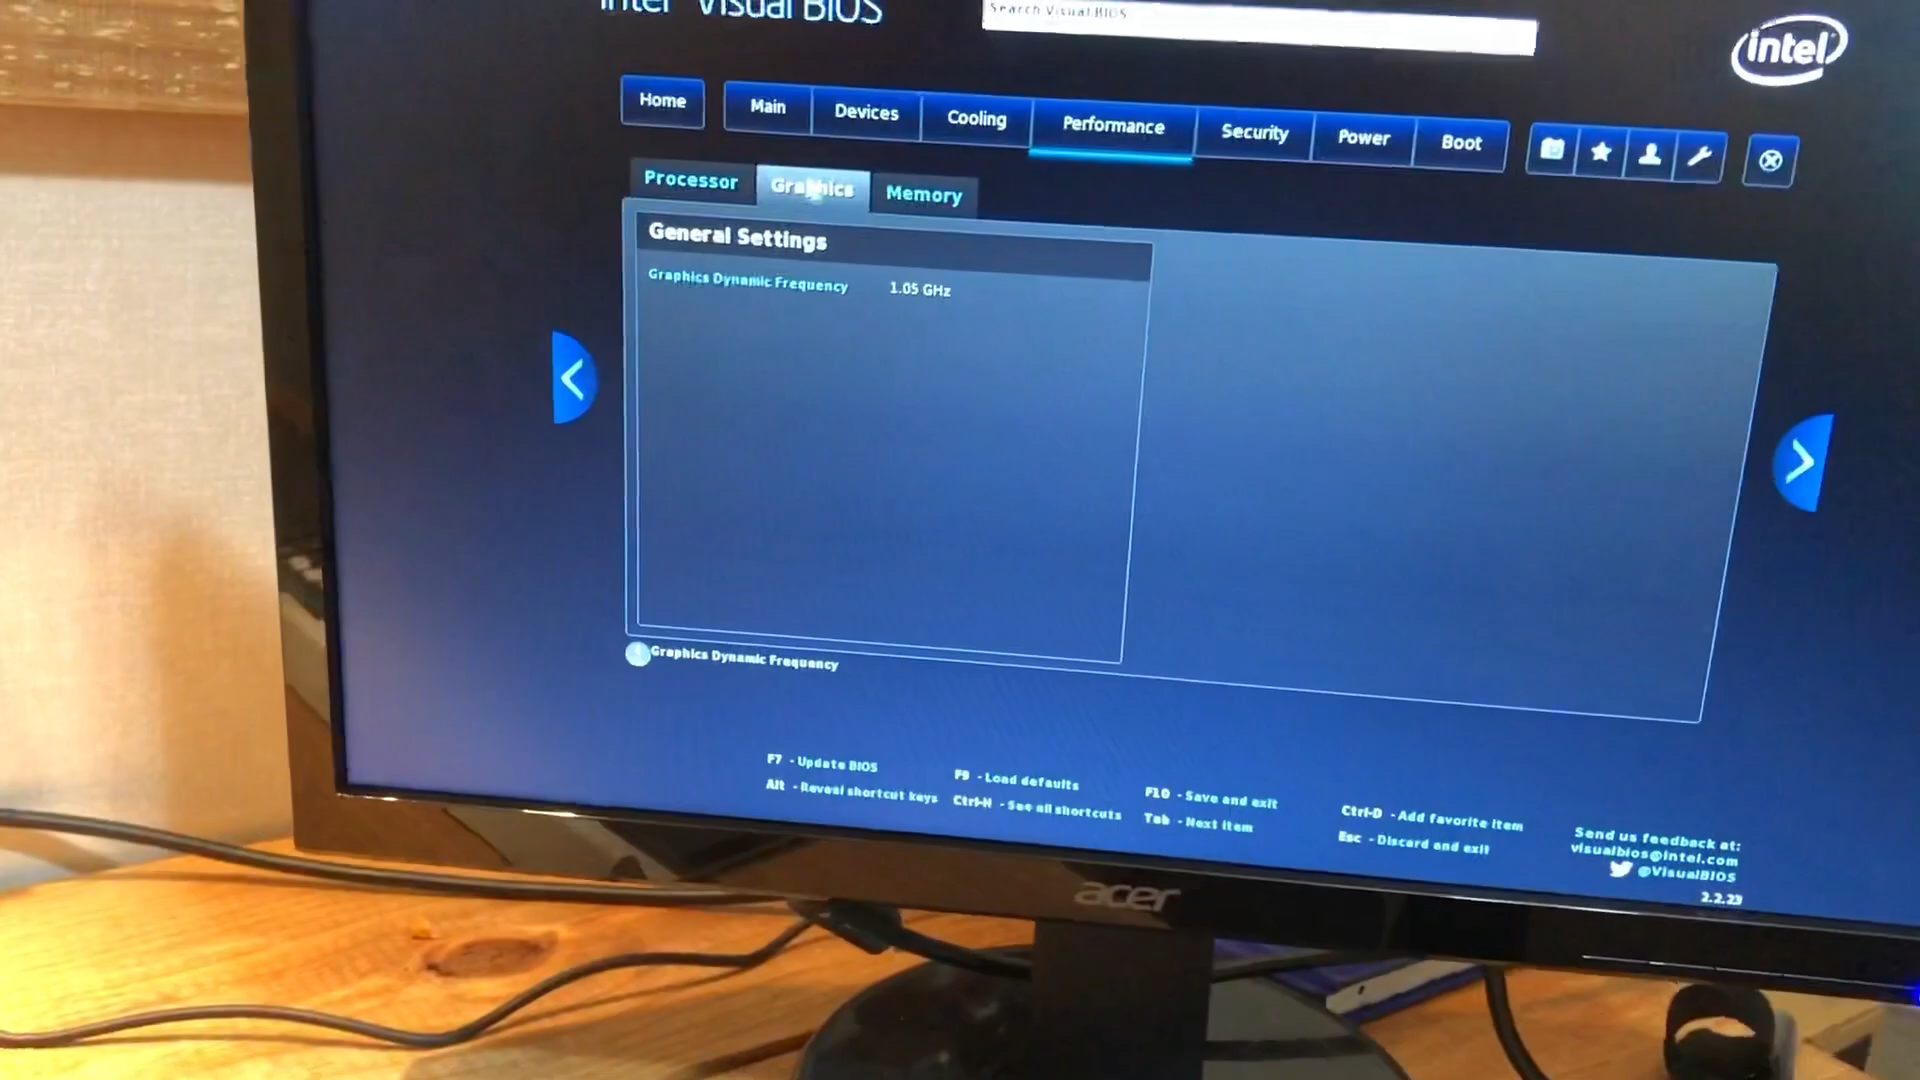 Intel Visual BIOS
Search Visual BIOS
intel
Home
Main
Devices
Cooling
Performance
Security
Power
Boot
Processor
Graphics
Memory
General Settings
Graphics Dynamic Frequency 1.05 GHz
Graphics Dynamic Frequency
F7 - Update BIOS
F9 - Load defaults
F10 - Save and exit
Ctrl-D - Add favorite item
Alt - Reveal shortcut keys
Ctrl-H - See all shortcuts
Tab - Next item
Esc - Discard and exit
Send us feedback at:
visualbios@intel.com
@VisualBIOS
2.2.23
acer